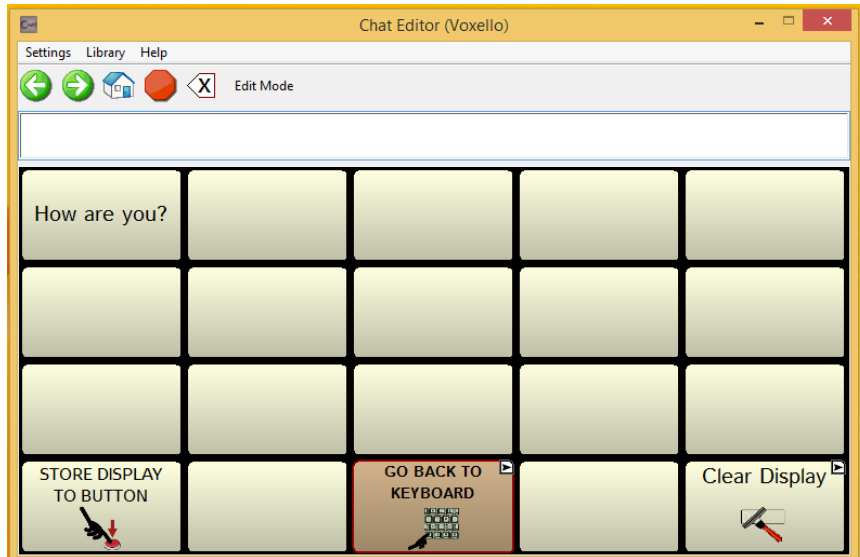 Chat Editor (Voxello)
Settings Library Help
X Edit Mode
How are you?
STORE DISPLAY
TO BUTTON
GO BACK TO
KEYBOARD
Clear Display